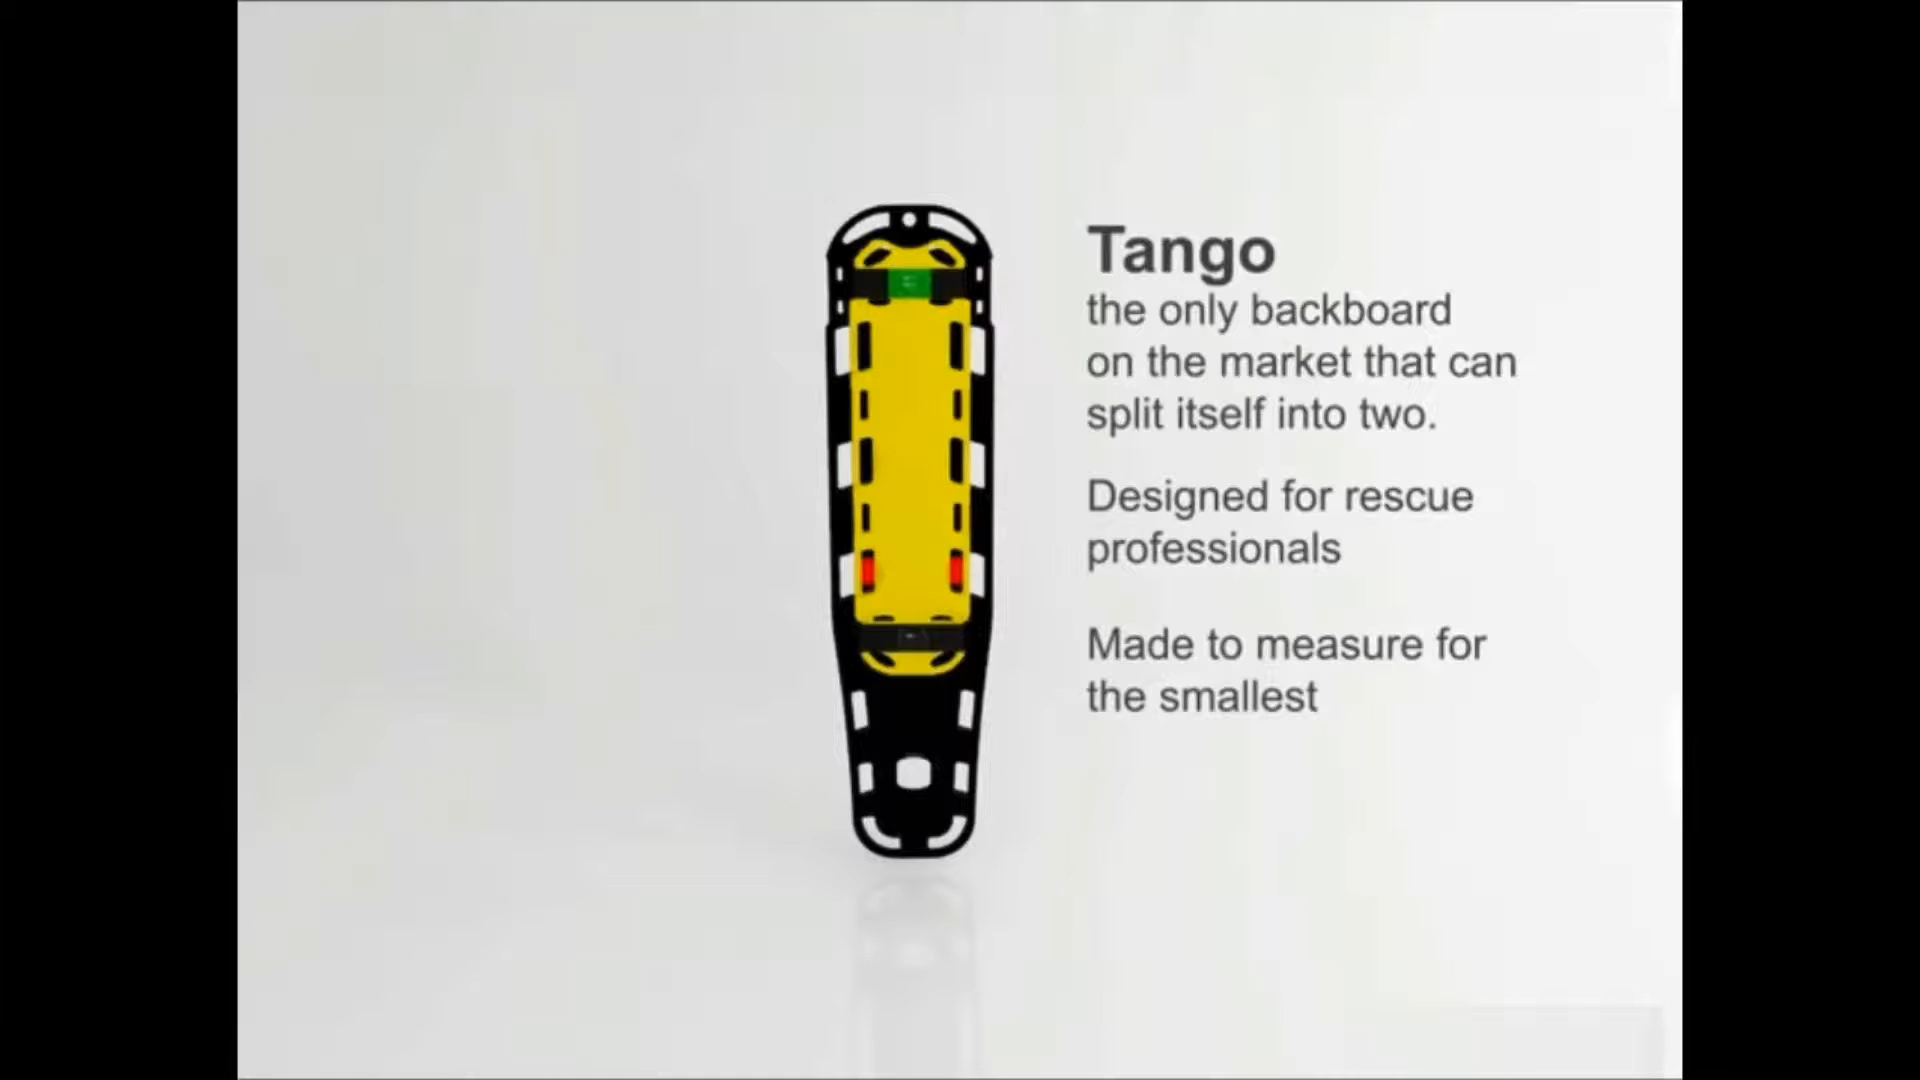 Tango
the only backboard
on the market that can
split itself into two.
Designed for rescue
professionals
Made to measure for
the smallest